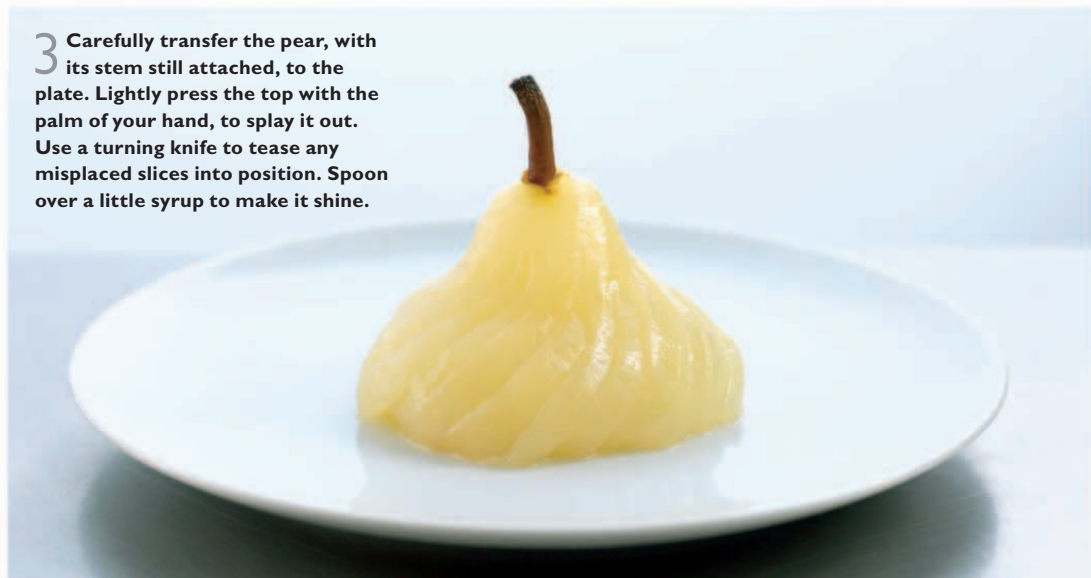 3 Carefully transfer the pear, with
its stem still attached, to the
plate. Lightly press the top with the
palm of your hand, to splay it out.
Use a turning knife to tease any
misplaced slices into position. Spoon
over a little syrup to make it shine.